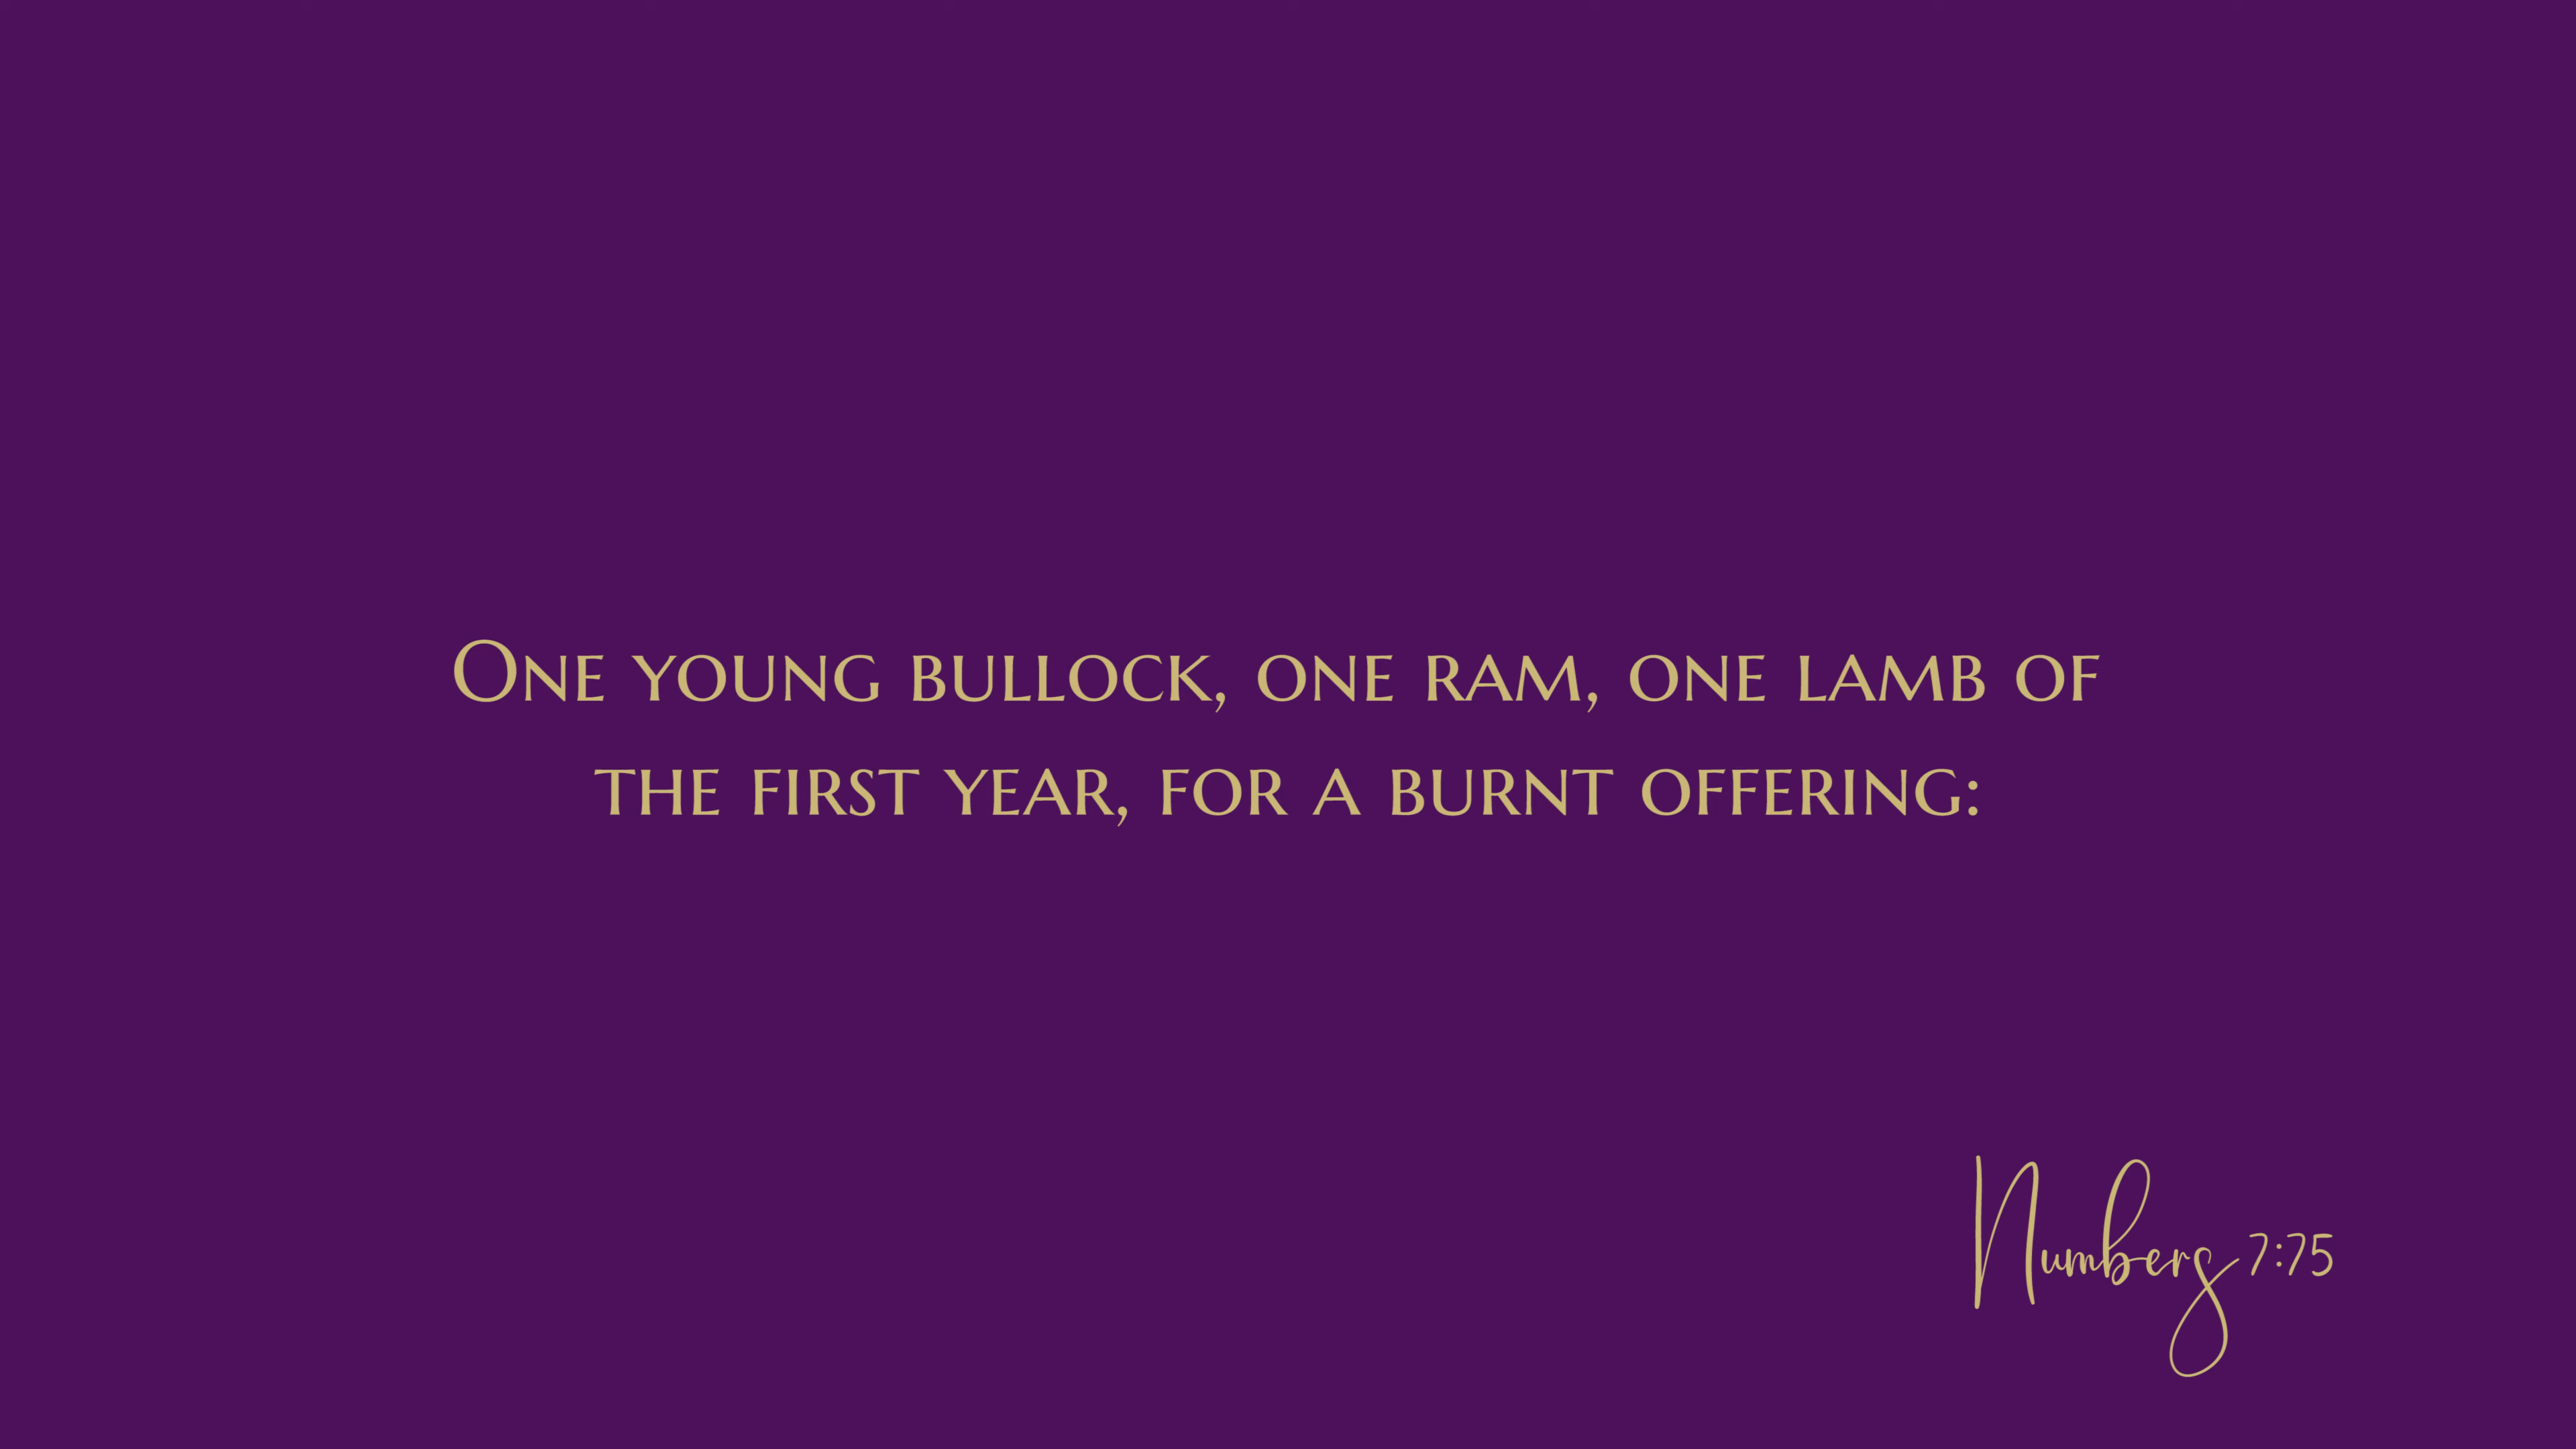 One young bullock, one ram, one lamb of
the first year, for a burnt offering:
Numbers 7:75